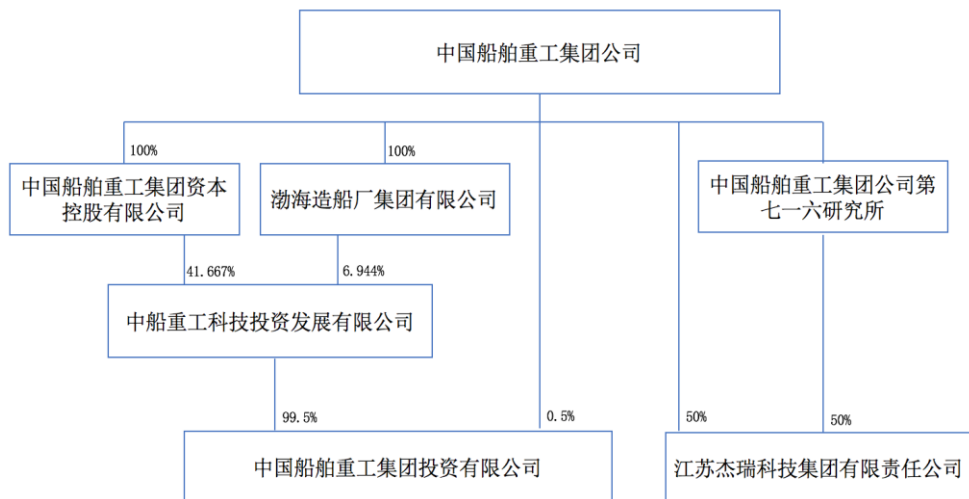 中国船舶重工集团公司
100%
100%
中国船舶重工集团资本
控股有限公司
渤海造船厂集团有限公司
中国船舶重工集团公司第
七一六研究所
41.667%
6.944%
中船重工科技投资发展有限公司
99.5%
0.5%
50%
50%
中国船舶重工集团投资有限公司
江苏杰瑞科技集团有限责任公司